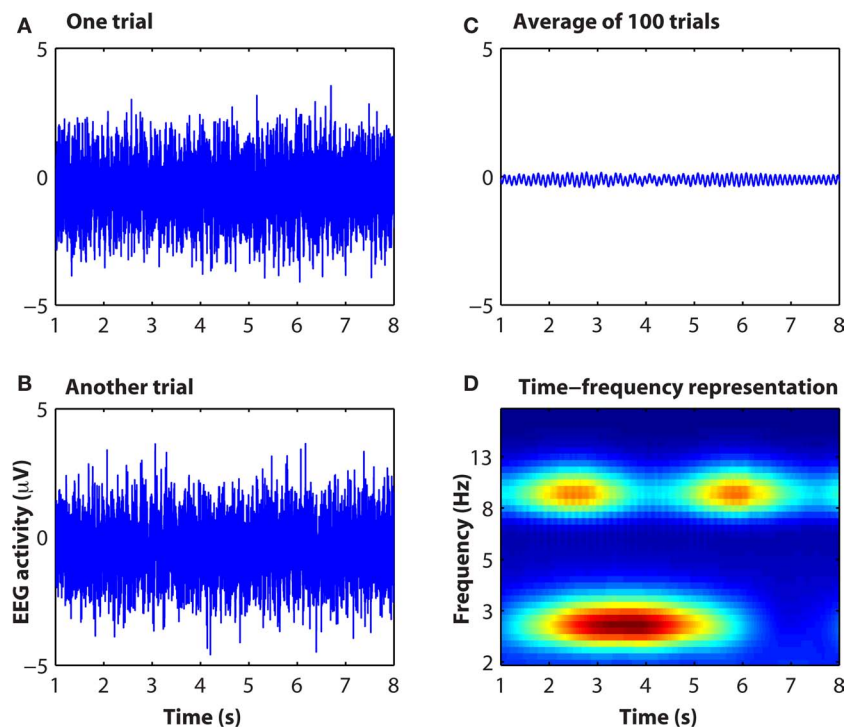 A One trial
5
0
−5
1 2 3 4 5 6 7 8
B Another trial
5
0
−5
EEG activity (μV)
1 2 3 4 5 6 7 8
Time (s)
C Average of 100 trials
5
0
−5
1 2 3 4 5 6 7 8
D Time−frequency representation
13
8
5
3
2
Frequency (Hz)
1 2 3 4 5 6 7 8
Time (s)